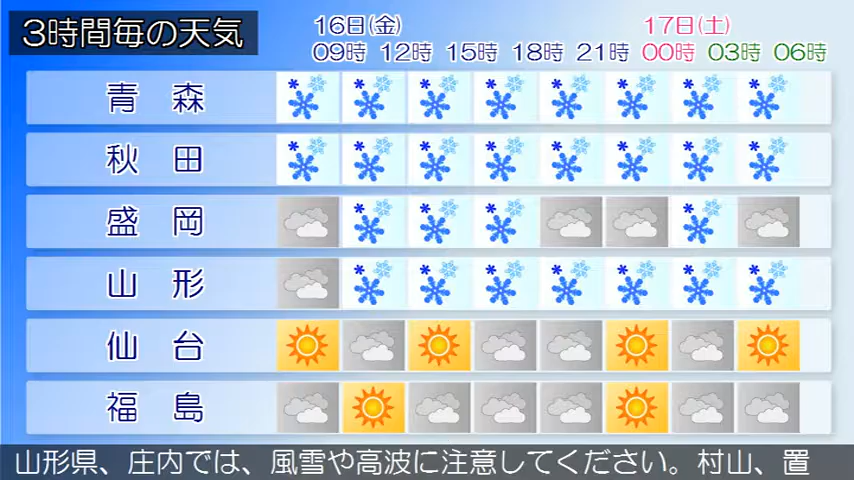 3時間毎の天気
16日(金) 17日(土)
09時 12時 15時 18時 21時 00時 03時 06時
青森
秋田
盛岡
山形
仙台
福島
山形県、庄内では、風雪や高波に注意してください。村山、置